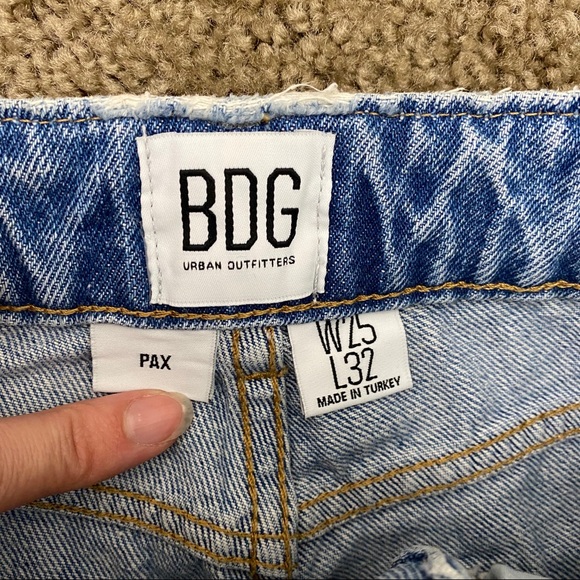 BDG
URBAN OUTFITTERS
PAX
W25
L32
MADE IN TURKEY